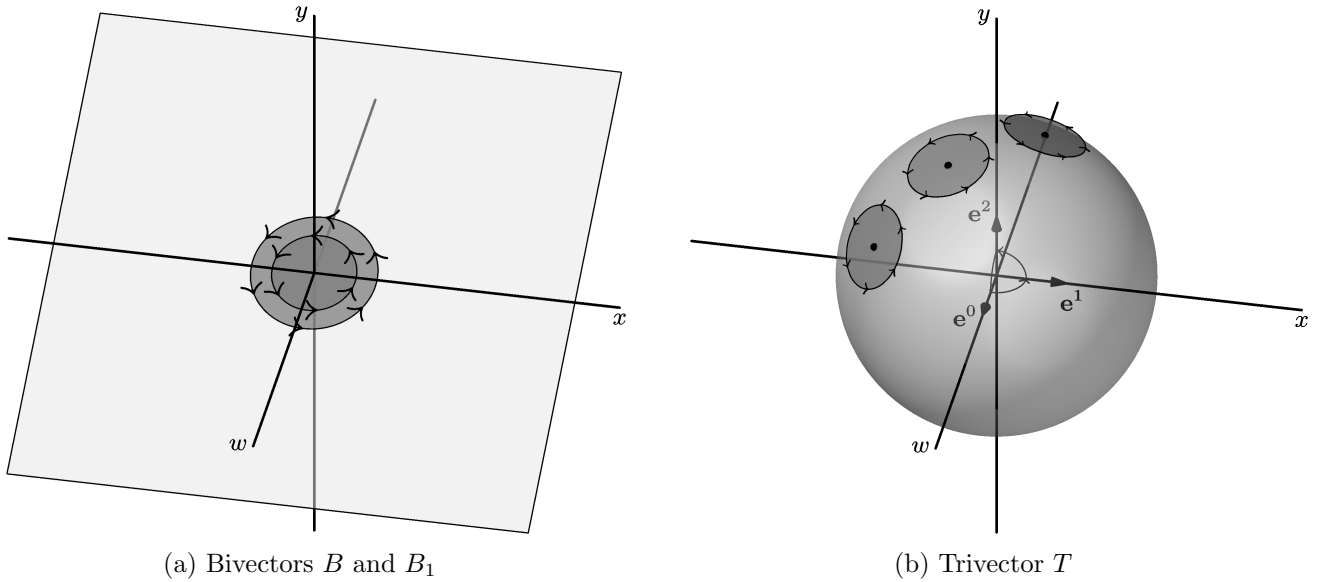 y
x
w
(a) Bivectors B and B₁
y
e²
e¹
e⁰
x
w
(b) Trivector T